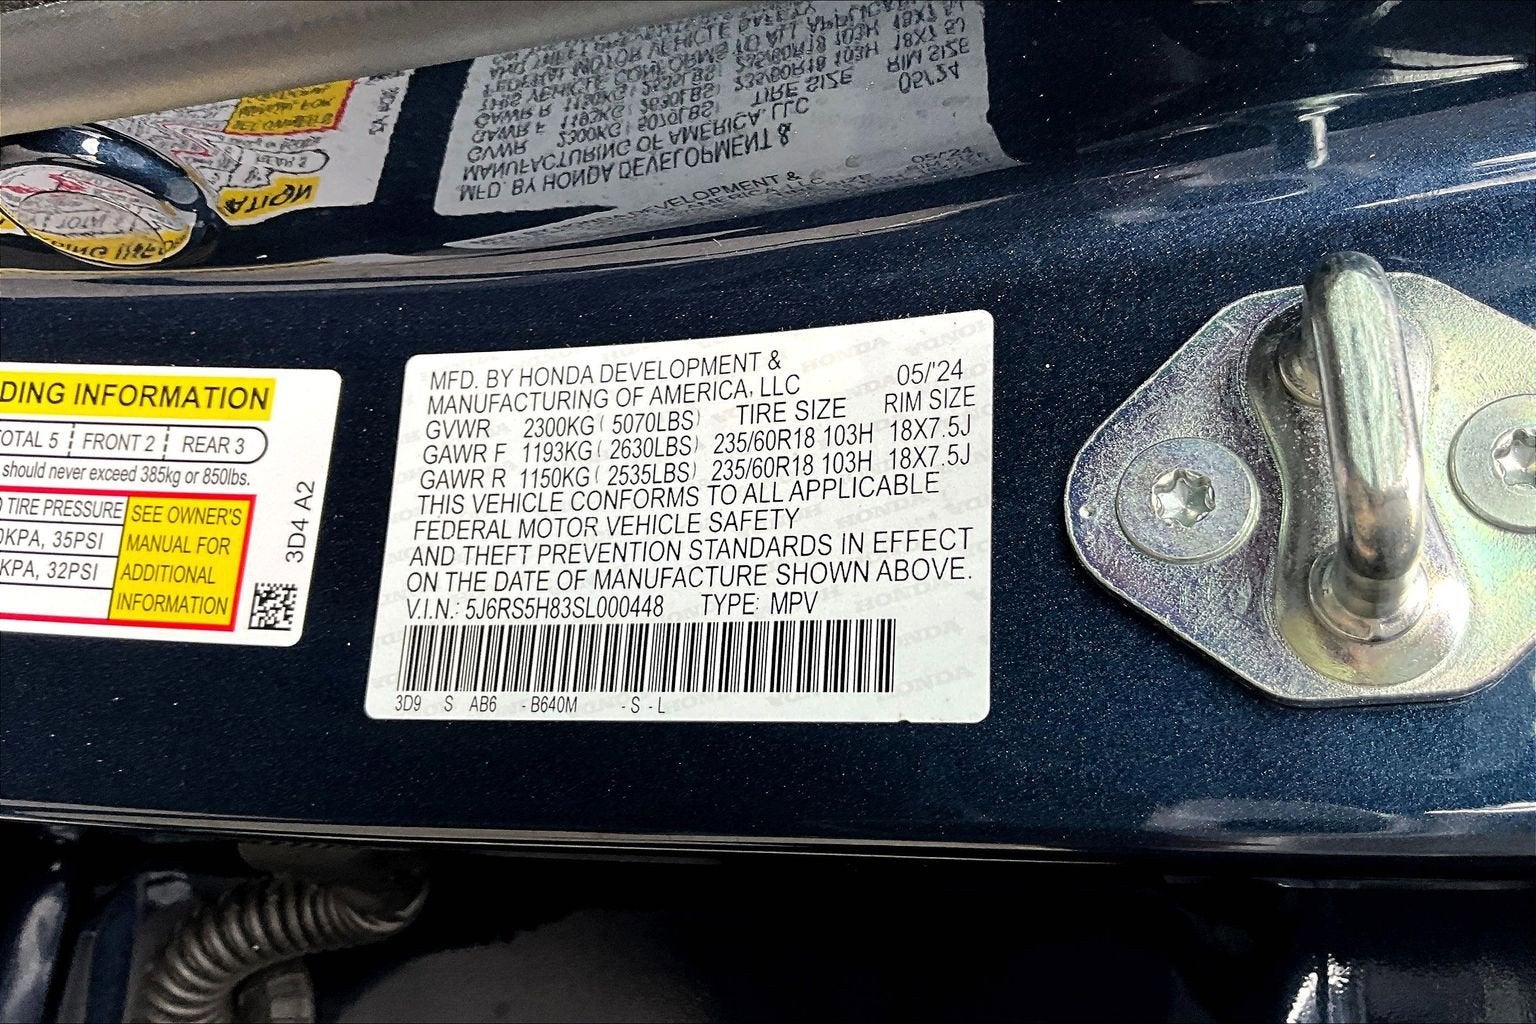 DING INFORMATION
OTAL 5 FRONT 2 REAR 3
should never exceed 385kg or 850lbs.
TIRE PRESSURE
0KPA, 35PSI
KPA, 32PSI
SEE OWNER'S
MANUAL FOR
ADDITIONAL
INFORMATION
3D4 A2
MFD. BY HONDA DEVELOPMENT &
MANUFACTURING OF AMERICA, LLC 05/'24
GVWR 2300KG ( 5070LBS) TIRE SIZE RIM SIZE
GAWR F 1193KG ( 2630LBS) 235/60R18 103H 18X7.5J
GAWR R 1150KG ( 2535LBS) 235/60R18 103H 18X7.5J
THIS VEHICLE CONFORMS TO ALL APPLICABLE
FEDERAL MOTOR VEHICLE SAFETY
AND THEFT PREVENTION STANDARDS IN EFFECT
ON THE DATE OF MANUFACTURE SHOWN ABOVE.
V.I.N.: 5J6RS5H83SL000448 TYPE: MPV
3D9 S AB6 - B640M - S - L